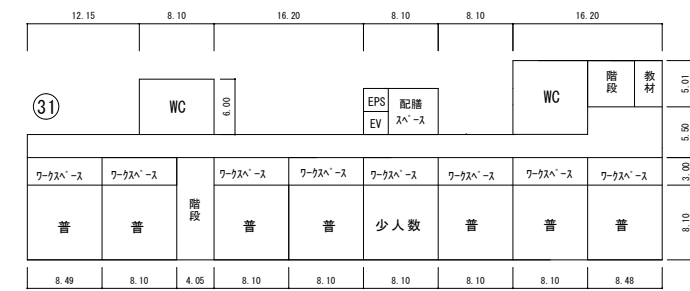 12.15 8.10 16.20 8.10 8.10 16.20
31
WC
6.00
EPS
EV
配膳
スペース
WC
階段
教材
5.01
5.50
ワークスペース ワークスペース ワークスペース ワークスペース ワークスペース ワークスペース ワークスペース ワークスペース
3.00
普 普 階段 普 普 少人数 普 普 普
8.10
8.49 8.10 4.05 8.10 8.10 8.10 8.10 8.10 8.48